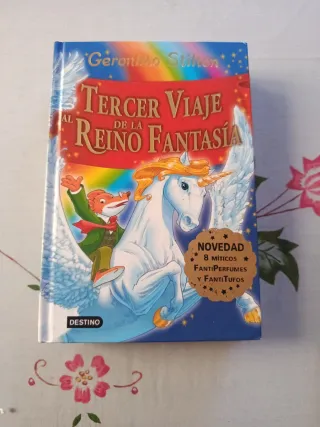 Geronimo Stilton
TERCER VIAJE
AL REINO DE LA FANTASÍA
NOVEDAD
8 MÍTICOS
FANTIPERFUMES
Y FANTITUFOS
DESTINO